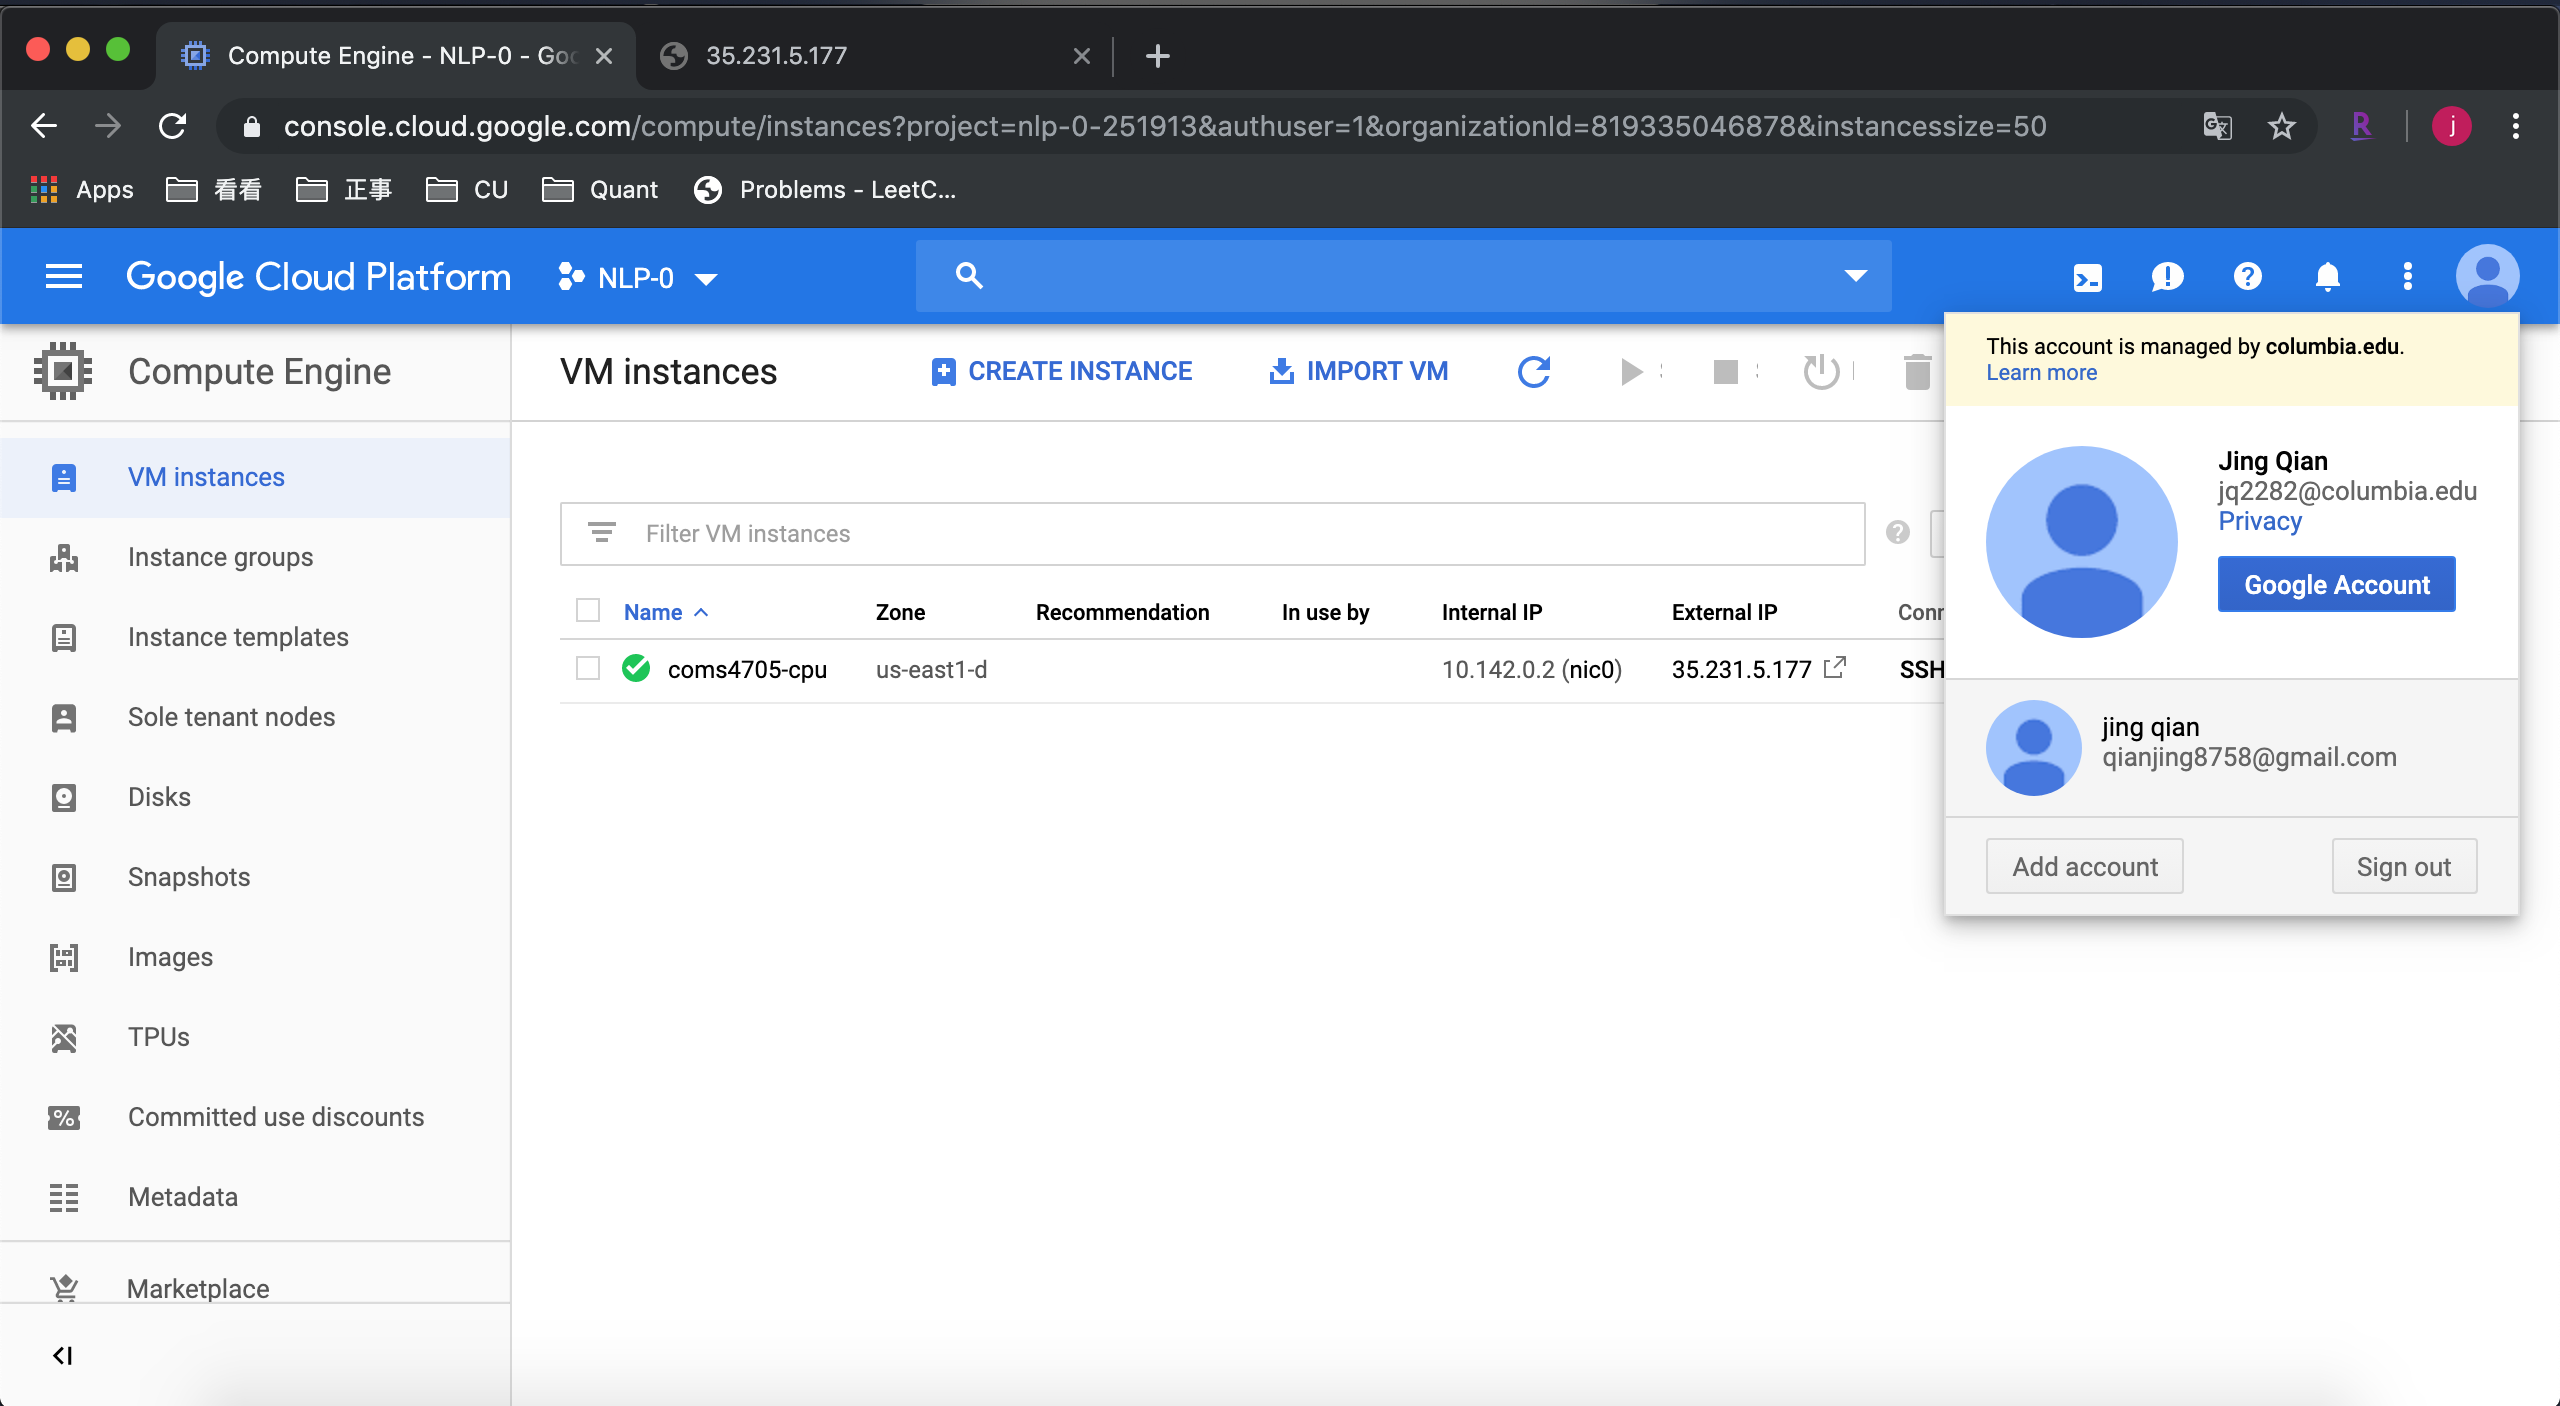 Compute Engine - NLP-0 - Goo
35.231.5.177
console.cloud.google.com/compute/instances?project=nlp-0-251913&authuser=1&organizationId=819335046878&instancessize=50
j
Apps 看看 正事 CU Quant Problems - LeetC...
Google Cloud Platform NLP-0
Compute Engine
VM instances
Instance groups
Instance templates
Sole tenant nodes
Disks
Snapshots
Images
TPUs
Committed use discounts
Metadata
Marketplace
VM instances CREATE INSTANCE IMPORT VM
Filter VM instances
Name Zone Recommendation In use by Internal IP External IP Conn
coms4705-cpu us-east1-d 10.142.0.2 (nic0) 35.231.5.177 SSH
This account is managed by columbia.edu.
Learn more
Jing Qian
jq2282@columbia.edu
Privacy
Google Account
jing qian
qianjing8758@gmail.com
Add account Sign out